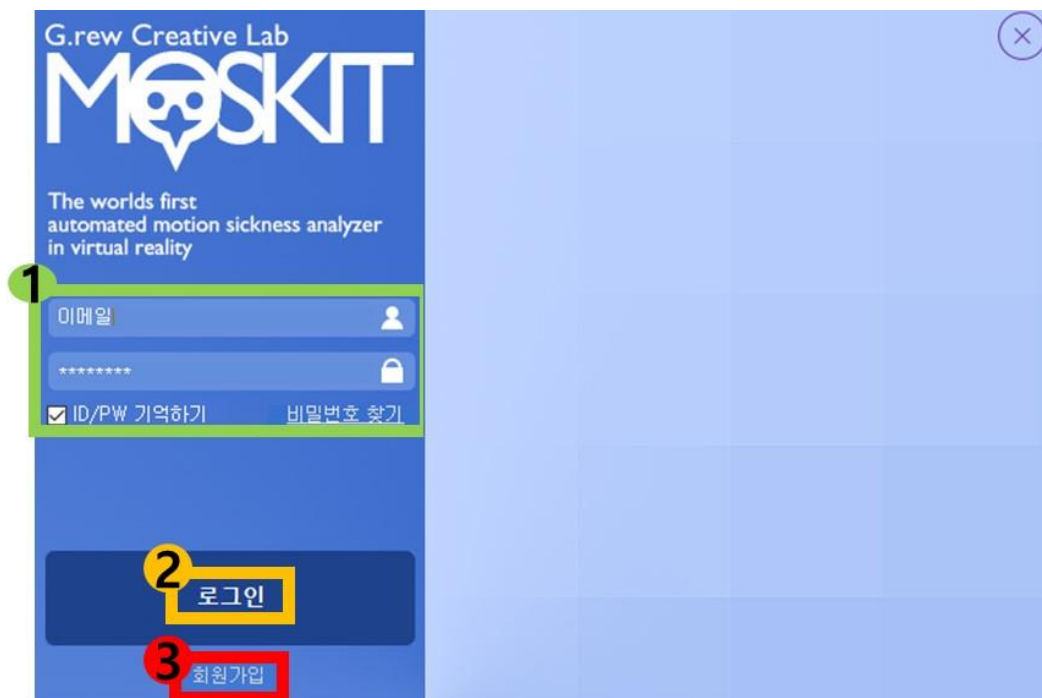 G.rew Creative Lab
MOSKIT
The worlds first
automated motion sickness analyzer
in virtual reality
1
이메일
********
ID/PW 기억하기 비밀번호 찾기
2
로그인
3
회원가입